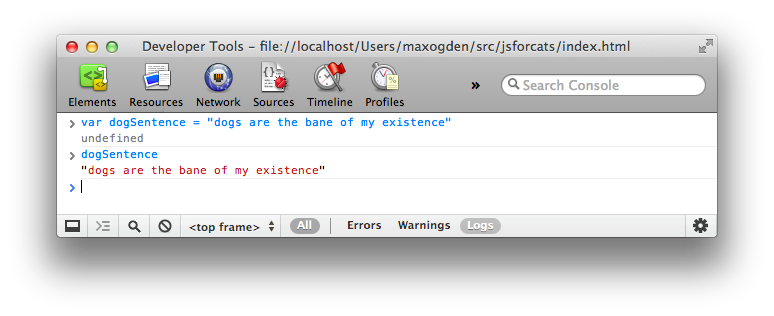 Developer Tools - file://localhost/Users/maxogden/src/jsforcats/index.html
Elements Resources Network Sources Timeline Profiles » Search Console
> var dogSentence = "dogs are the bane of my existence"
undefined
> dogSentence
"dogs are the bane of my existence"
>
<top frame> All Errors Warnings Logs